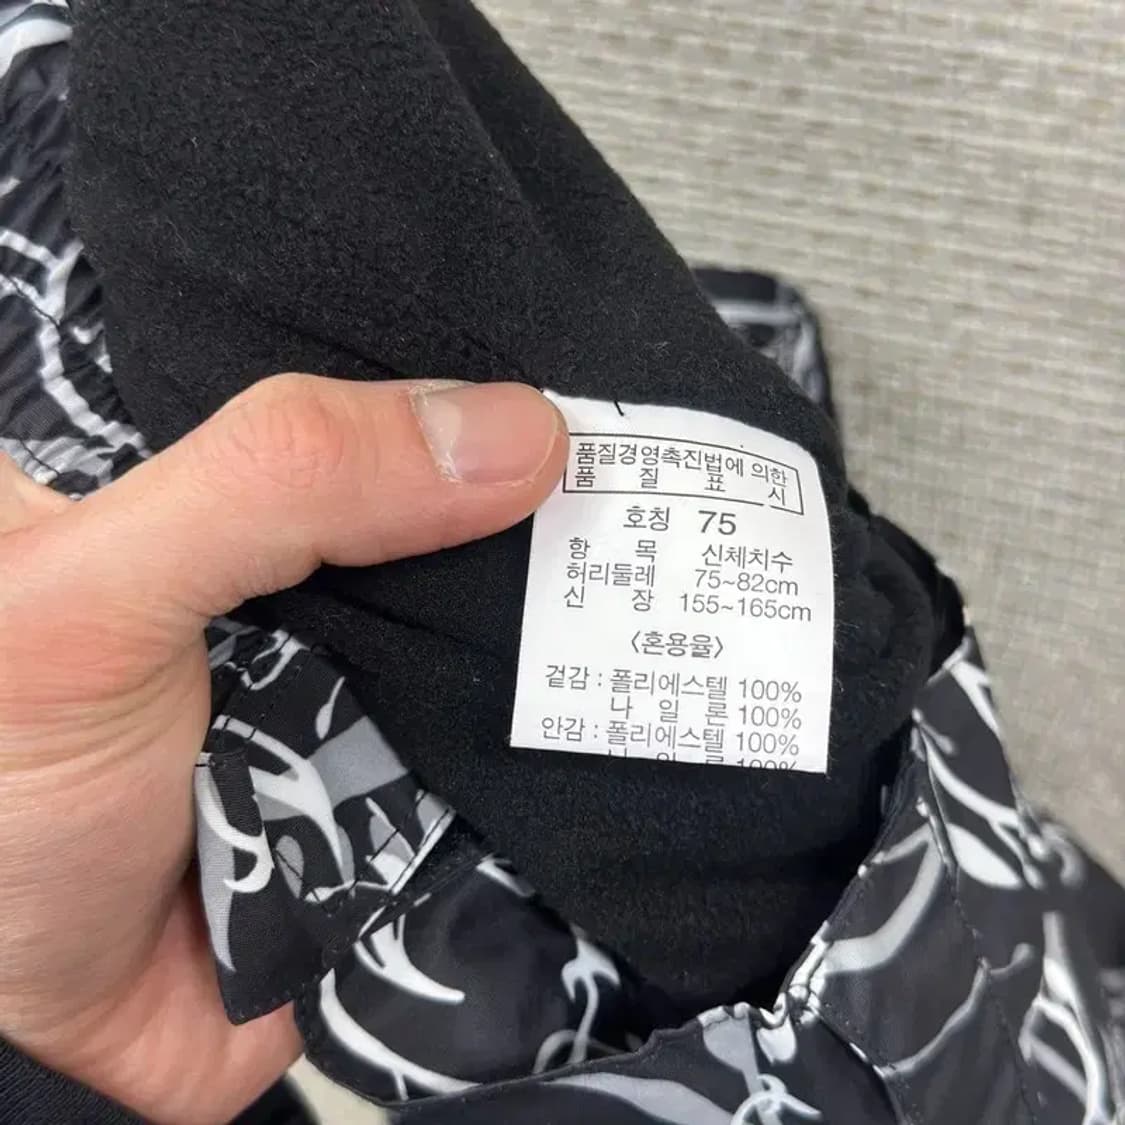 품질경영촉진법에 의한
품 질 표 시
호칭 75
항 목 신체치수
허리둘레 75~82cm
신 장 155~165cm
〈혼용율〉
겉감 : 폴리에스텔 100%
나 일 론 100%
안감 : 폴리에스텔 100%
100%